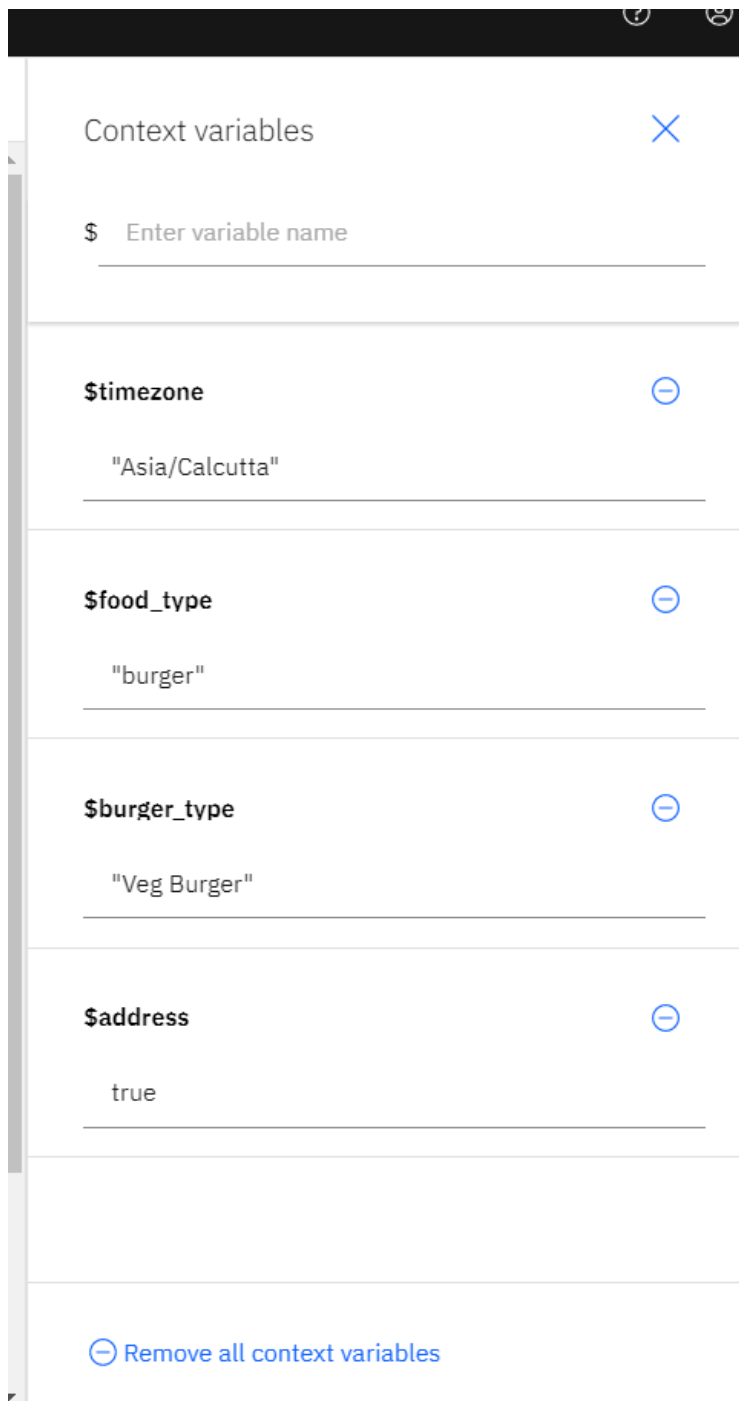 Context variables
$ Enter variable name
$timezone
"Asia/Calcutta"
$food_type
"burger"
$burger_type
"Veg Burger"
$address
true
Remove all context variables